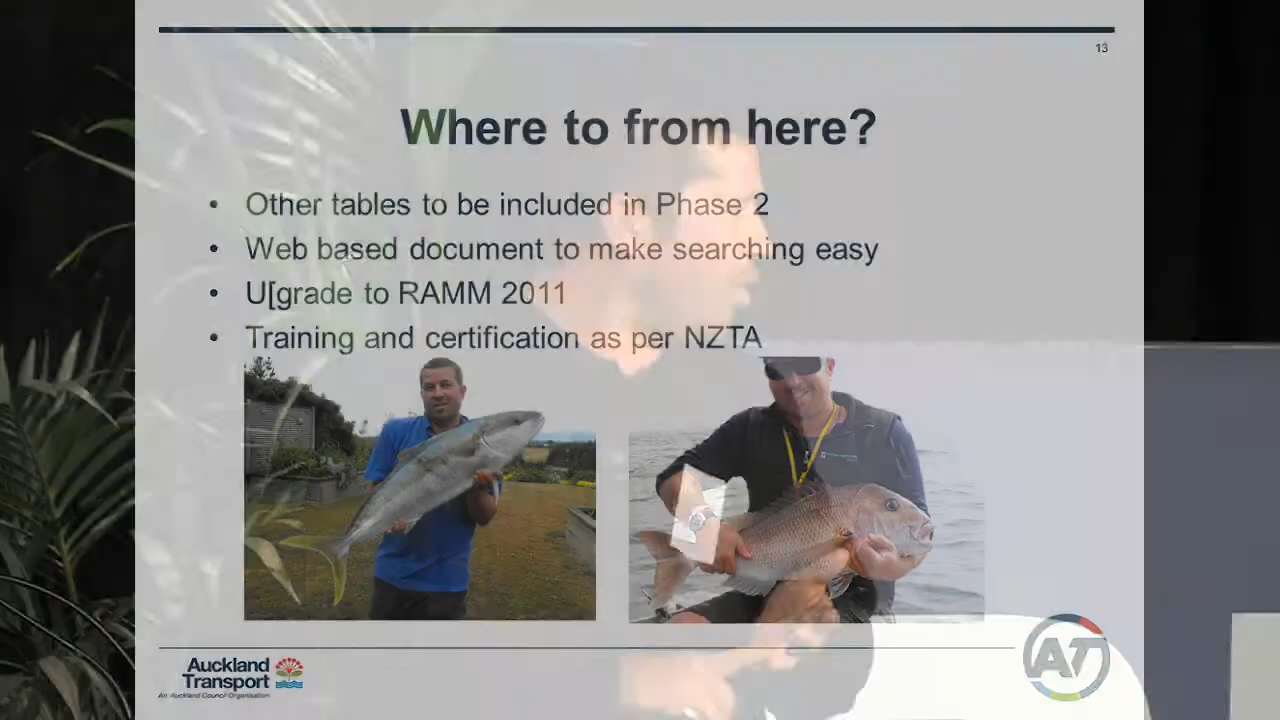 13
Where to from here?
• Other tables to be included in Phase 2
• Web based document to make searching easy
• U[grade to RAMM 2011
• Training and certification as per NZTA
Auckland
Transport
An Auckland Council Organisation
AT